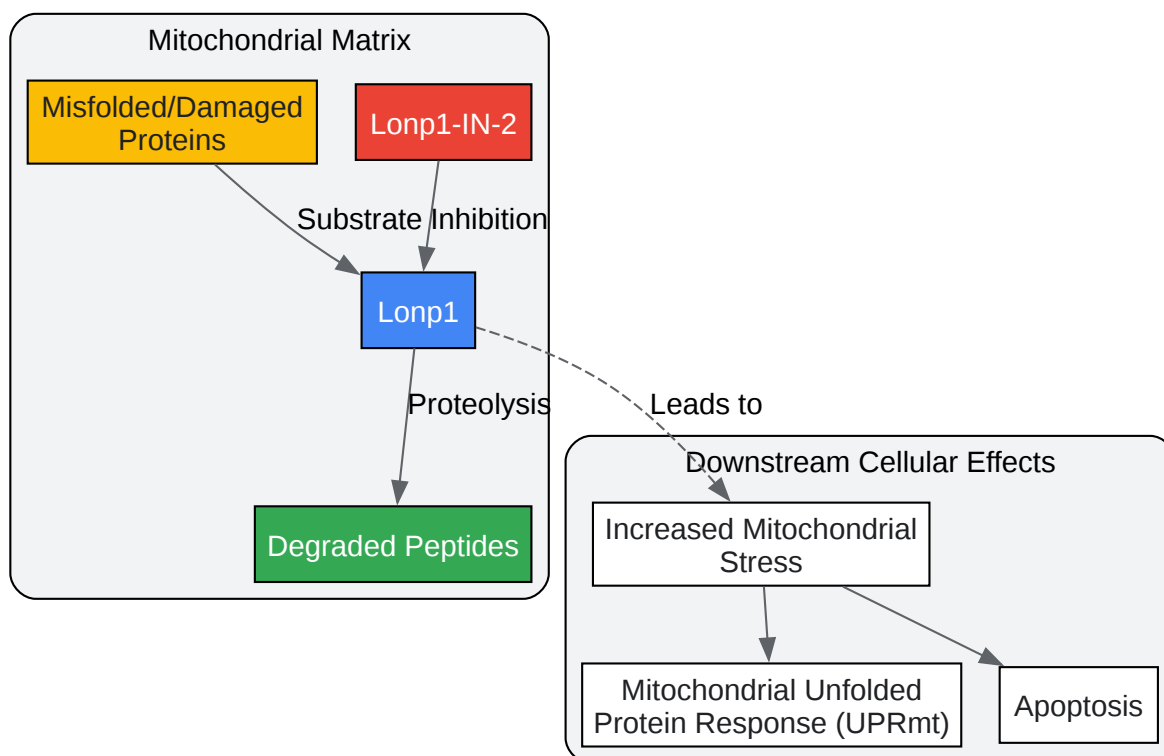 Mitochondrial Matrix
Misfolded/Damaged
Proteins
Lonp1-IN-2
Substrate
Inhibition
Lonp1
Proteolysis
Leads to
Degraded Peptides
Downstream Cellular Effects
Increased Mitochondrial
Stress
Mitochondrial Unfolded
Protein Response (UPRmt)
Apoptosis